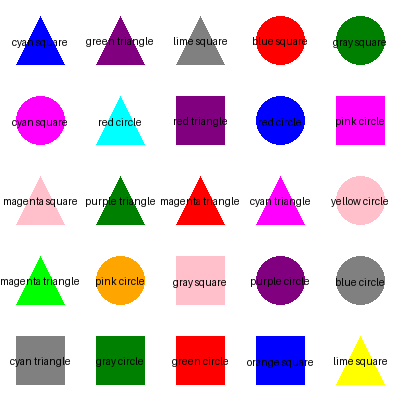 cyan square
green triangle
lime square
blue square
gray square
cyan square
red circle
red triangle
red circle
pink circle
magenta square
purple triangle
magenta triangle
cyan triangle
yellow circle
magenta triangle
pink circle
gray square
purple circle
blue circle
cyan triangle
gray circle
green circle
orange square
lime square